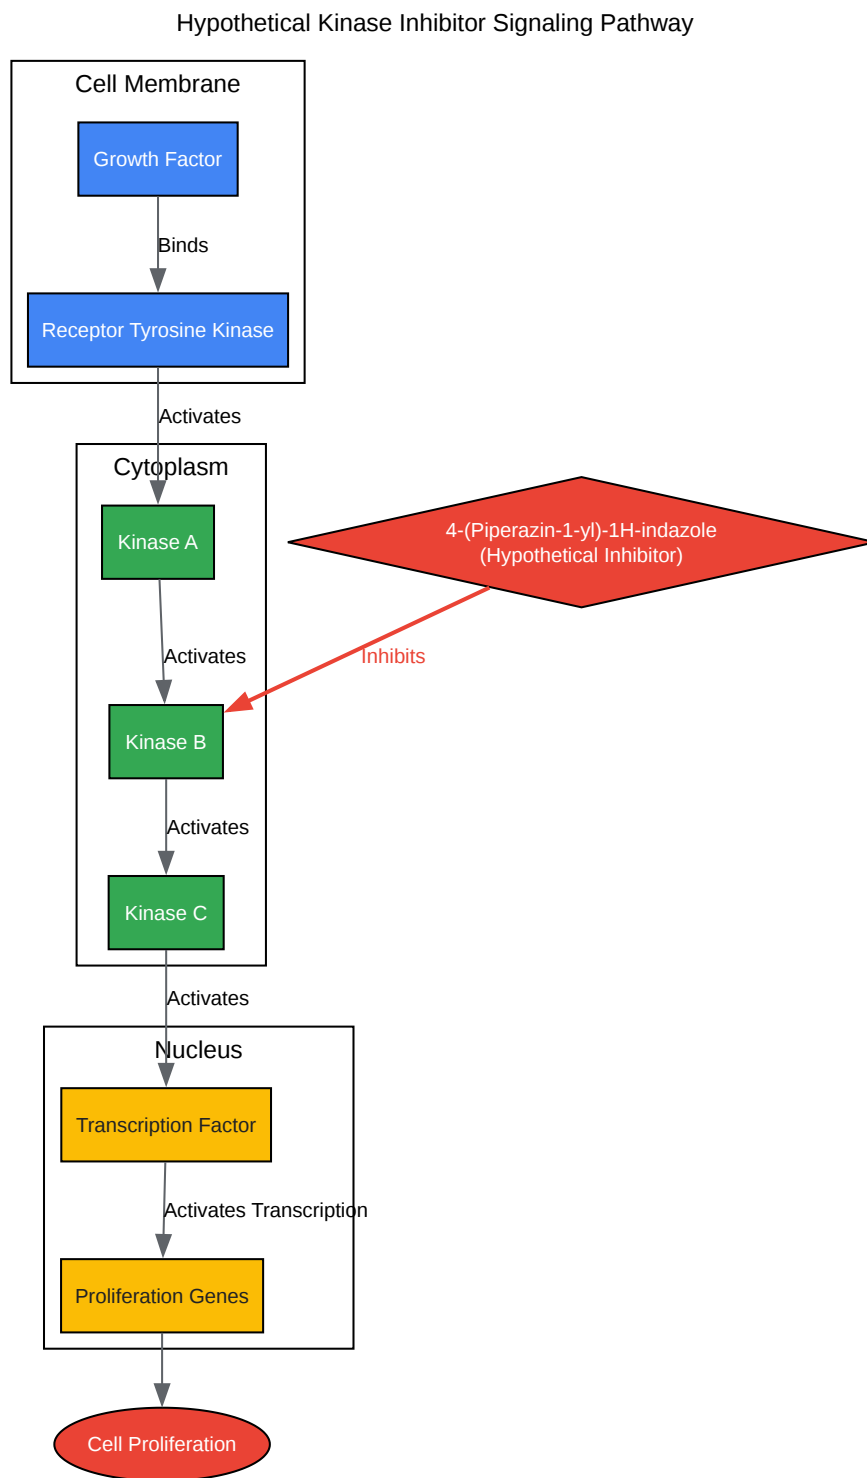 Hypothetical Kinase Inhibitor Signaling Pathway
Cell Membrane
Growth Factor
Binds
Receptor Tyrosine Kinase
Activates
Cytoplasm
Kinase A
4-(Piperazin-1-yl)-1H-indazole
(Hypothetical Inhibitor)
Activates
Inhibits
Kinase B
Activates
Kinase C
Activates
Nucleus
Transcription Factor
Activates Transcription
Proliferation Genes
Cell Proliferation